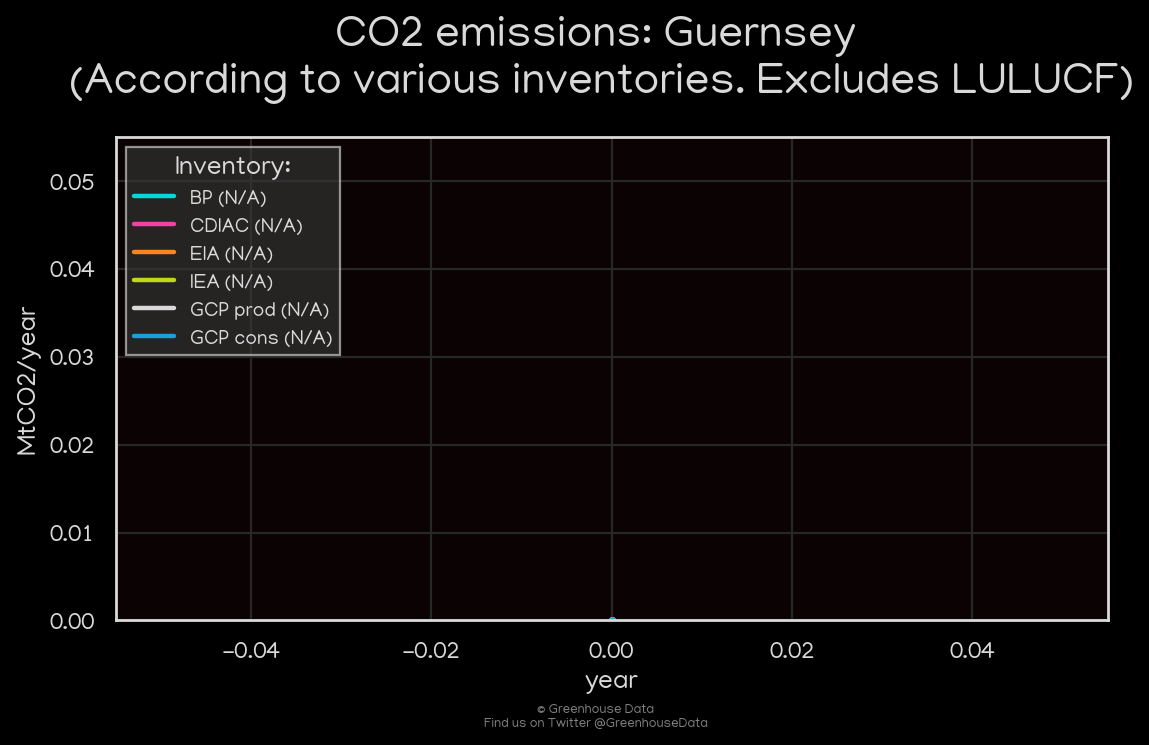 CO2 emissions: Guernsey
(According to various inventories. Excludes LULUCF)
Inventory:
BP (N/A)
CDIAC (N/A)
EIA (N/A)
IEA (N/A)
GCP prod (N/A)
GCP cons (N/A)
MtCO2/year
0.05
0.04
0.03
0.02
0.01
0.00
−0.04 −0.02 0.00 0.02 0.04
year
© Greenhouse Data
Find us on Twitter @GreenhouseData